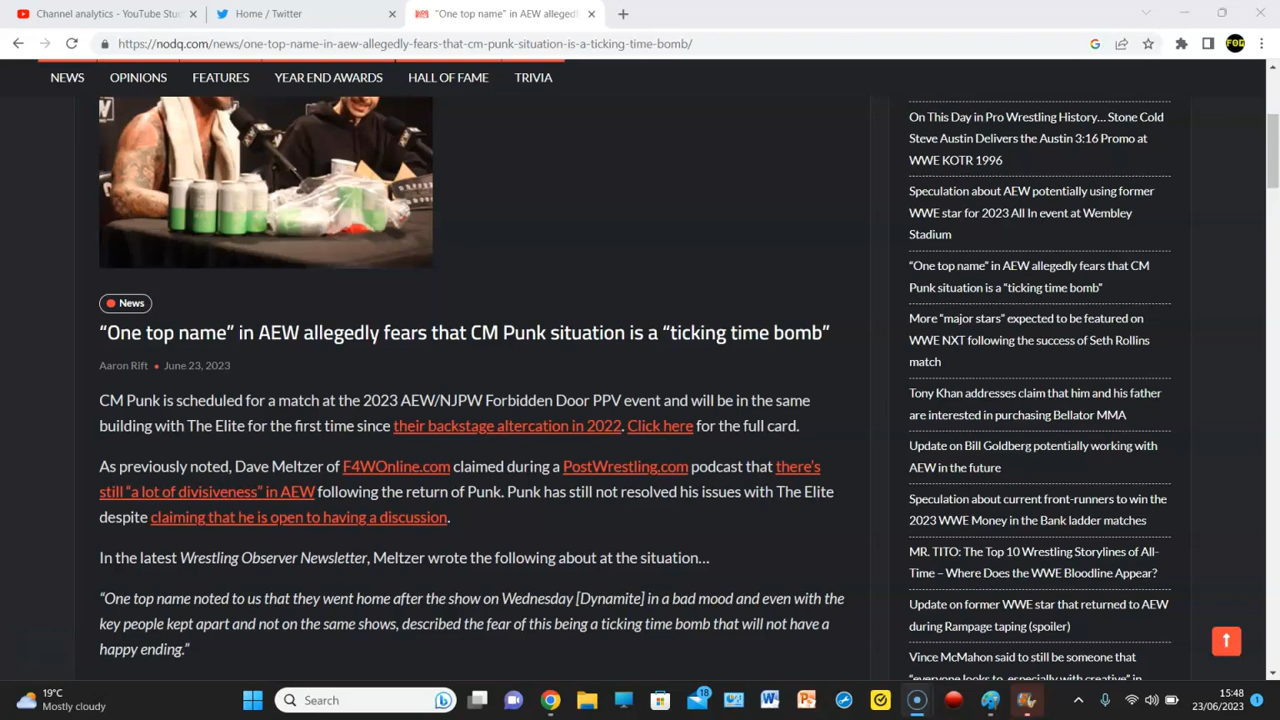 Channel analytics - YouTube Stud
Home / Twitter
"One top name" in AEW allegedl
https://nodq.com/news/one-top-name-in-aew-allegedly-fears-that-cm-punk-situation-is-a-ticking-time-bomb/
NEWS
OPINIONS
FEATURES
YEAR END AWARDS
HALL OF FAME
TRIVIA
News
“One top name” in AEW allegedly fears that CM Punk situation is a “ticking time bomb”
Aaron Rift • June 23, 2023
CM Punk is scheduled for a match at the 2023 AEW/NJPW Forbidden Door PPV event and will be in the same
building with The Elite for the first time since their backstage altercation in 2022. Click here for the full card.
As previously noted, Dave Meltzer of F4WOnline.com claimed during a PostWrestling.com podcast that there’s
still “a lot of divisiveness” in AEW following the return of Punk. Punk has still not resolved his issues with The Elite
despite claiming that he is open to having a discussion.
In the latest Wrestling Observer Newsletter, Meltzer wrote the following about at the situation…
“One top name noted to us that they went home after the show on Wednesday [Dynamite] in a bad mood and even with the
key people kept apart and not on the same shows, described the fear of this being a ticking time bomb that will not have a
happy ending.”
On This Day in Pro Wrestling History… Stone Cold
Steve Austin Delivers the Austin 3:16 Promo at
WWE KOTR 1996
Speculation about AEW potentially using former
WWE star for 2023 All In event at Wembley
Stadium
“One top name” in AEW allegedly fears that CM
Punk situation is a “ticking time bomb”
More “major stars” expected to be featured on
WWE NXT following the success of Seth Rollins
match
Tony Khan addresses claim that him and his father
are interested in purchasing Bellator MMA
Update on Bill Goldberg potentially working with
AEW in the future
Speculation about current front-runners to win the
2023 WWE Money in the Bank ladder matches
MR. TITO: The Top 10 Wrestling Storylines of All-
Time – Where Does the WWE Bloodline Appear?
Update on former WWE star that returned to AEW
during Rampage taping (spoiler)
Vince McMahon said to still be someone that
“everyone looks to, especially with creative” in
19°C
Mostly cloudy
Search
18
15:48
23/06/2023
1